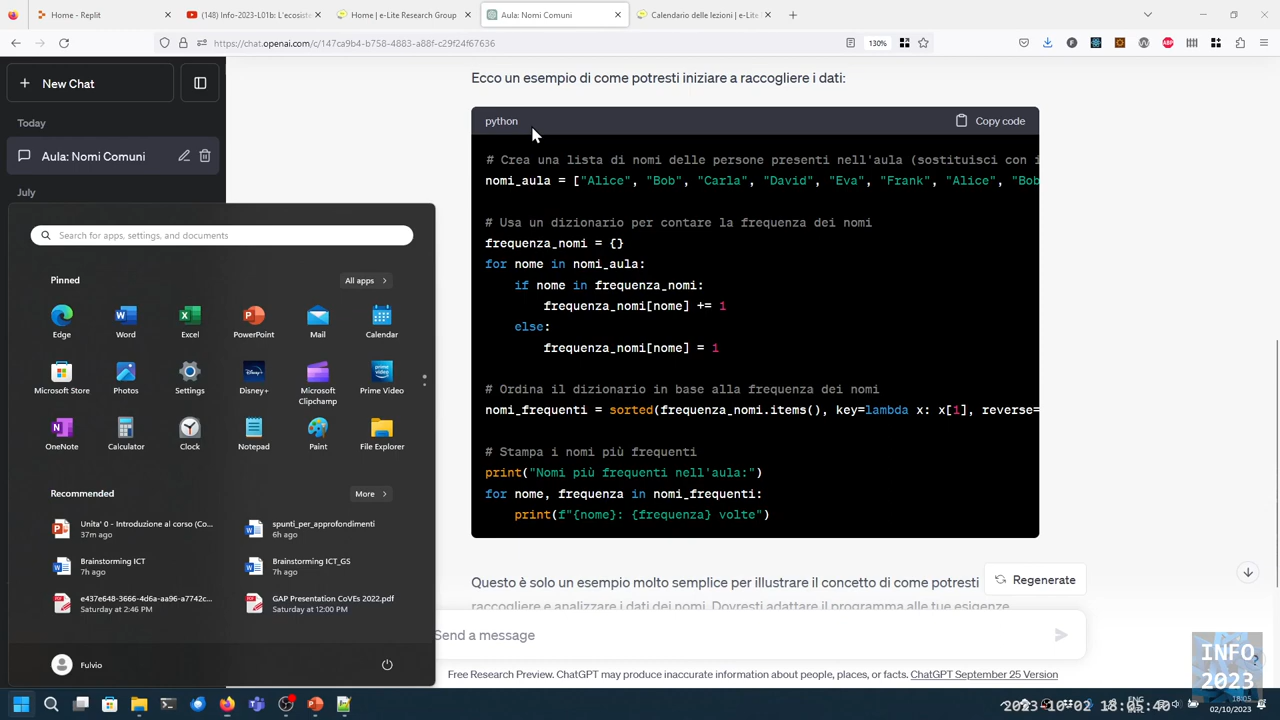 Home - Replit
(148) Info-2023-L01b: L'ecosiste
Home | e-Lite Research Group
Aula: Nomi Comuni
Calendario delle lezioni | e-Lite
https://chat.openai.com/c/147ca9b4-b758-4f83-a88f-c29f24f67636
130%
New Chat
Today
Aula: Nomi Comuni
July
Search for apps, settings, and documents
Pinned
All apps
Edge
Word
Excel
PowerPoint
Mail
Calendar
Microsoft Store
Photos
Settings
Disney+
Microsoft Clipchamp
Prime Video
OneNote
Calculator
Clock
Notepad
Paint
File Explorer
Recommended
More
Unita' 0 - Introduzione al corso (Co...
37m ago
spunti_per_approfondimenti
6h ago
Brainstorming ICT
7h ago
Brainstorming ICT_GS
7h ago
e437c648-3666-4d6a-aa96-a7742c...
Saturday at 2:46 PM
GAP Presentation CoVEs 2022.pdf
Saturday at 12:00 PM
Fulvio
Ecco un esempio di come potresti iniziare a raccogliere i dati:
python
Copy code
# Crea una lista di nomi delle persone presenti nell'aula (sostituisci con i
nomi_aula = ["Alice", "Bob", "Carla", "David", "Eva", "Frank", "Alice", "Bob
# Usa un dizionario per contare la frequenza dei nomi
frequenza_nomi = {}
for nome in nomi_aula:
    if nome in frequenza_nomi:
        frequenza_nomi[nome] += 1
    else:
        frequenza_nomi[nome] = 1
# Ordina il dizionario in base alla frequenza dei nomi
nomi_frequenti = sorted(frequenza_nomi.items(), key=lambda x: x[1], reverse=
# Stampa i nomi più frequenti
print("Nomi più frequenti nell'aula:")
for nome, frequenza in nomi_frequenti:
    print(f"{nome}: {frequenza} volte")
Questo è solo un esempio molto semplice per illustrare il concetto di come potresti
raccogliere e analizzare i dati dei nomi. Dovresti adattare il programma alle tue esigenze
Regenerate
Send a message
Free Research Preview. ChatGPT may produce inaccurate information about people, places, or facts. ChatGPT September 25 Version
INFO
2023
2023-10-02 18:05:40
ENG
18:05
02/10/2023